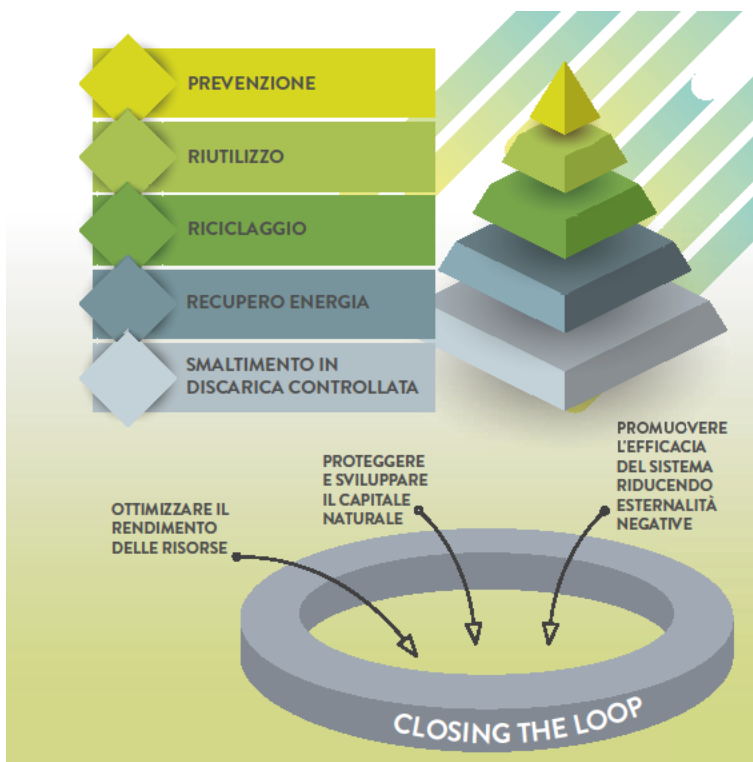 PREVENZIONE
RIUTILIZZO
RICICLAGGIO
RECUPERO ENERGIA
SMALTIMENTO IN
DISCARICA CONTROLLATA
OTTIMIZZARE IL
RENDIMENTO
DELLE RISORSE
PROTEGGERE
E SVILUPPARE
IL CAPITALE
NATURALE
PROMUOVERE
L'EFFICACIA
DEL SISTEMA
RIDUCENDO
ESTERNALITÀ
NEGATIVE
CLOSING THE LOOP